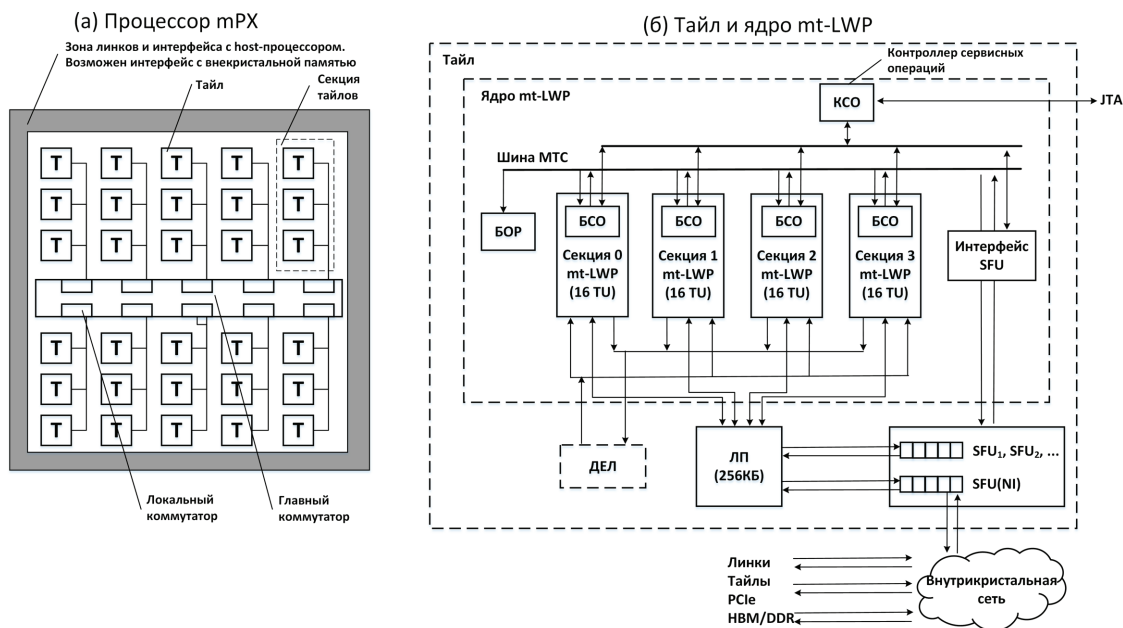 (а) Процессор mPX
Зона линков и интерфейса с host-процессором.
Возможен интерфейс с внекристальной памятью
Тайл
Секция
тайлов
Т Т Т Т Т
Т Т Т Т Т
Т Т Т Т Т
Т Т Т Т Т
Т Т Т Т Т
Т Т Т Т Т
Локальный
коммутатор
Главный
коммутатор
(б) Тайл и ядро mt-LWP
Тайл
Контроллер сервисных
операций
Ядро mt-LWP
КСО
JTA
Шина МТС
БОР
БСО
Секция 0
mt-LWP
(16 TU)
БСО
Секция 1
mt-LWP
(16 TU)
БСО
Секция 2
mt-LWP
(16 TU)
БСО
Секция 3
mt-LWP
(16 TU)
Интерфейс
SFU
ДЕЛ
ЛП
(256КБ)
SFU₁, SFU₂, ...
SFU(NI)
Линки
Тайлы
PCIe
HBM/DDR
Внутрикристальная
сеть